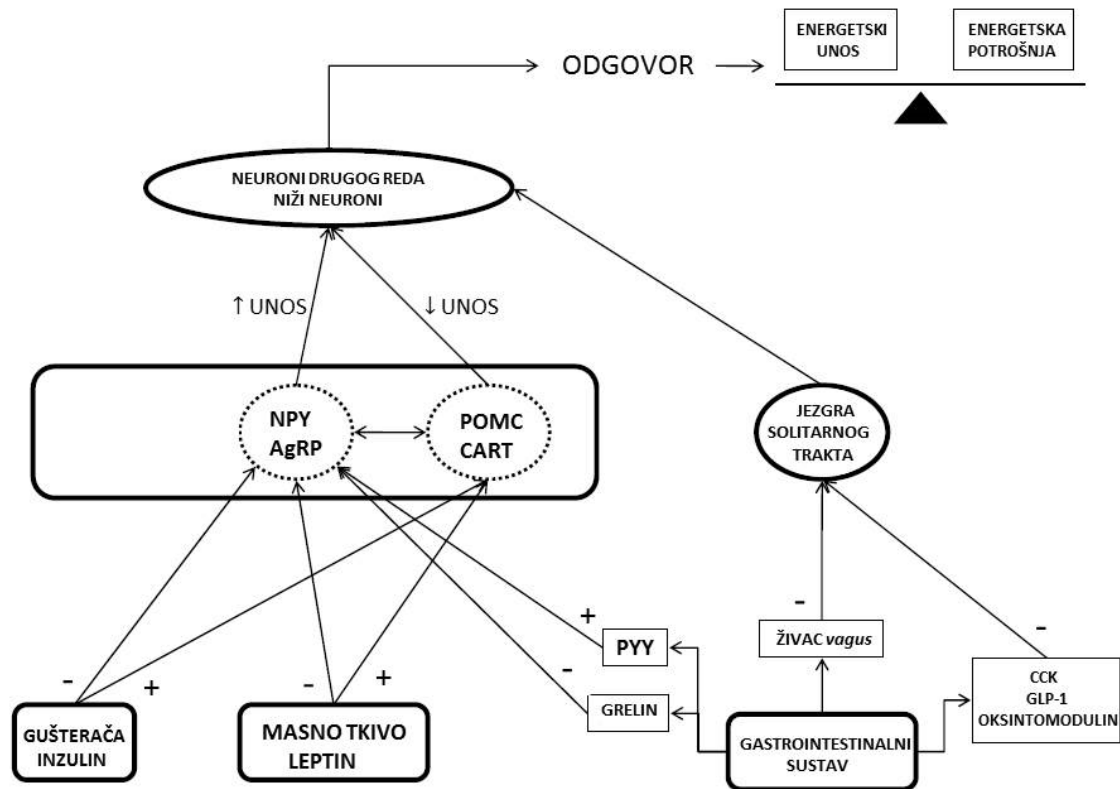 ENERGETSKI
UNOS
ENERGETSKA
POTROŠNJA
ODGOVOR
NEURONI DRUGOG REDA
NIŽI NEURONI
↑ UNOS
↓ UNOS
NPY
AgRP
POMC
CART
JEZGRA
SOLITARNOG
TRAKTA
-
-
+
PYY
ŽIVAC vagus
-
GRELIN
CCK
GLP-1
OKSINTOMODULIN
-
+
-
+
GUŠTERAČA
INZULIN
MASNO TKIVO
LEPTIN
GASTROINTESTINALNI
SUSTAV